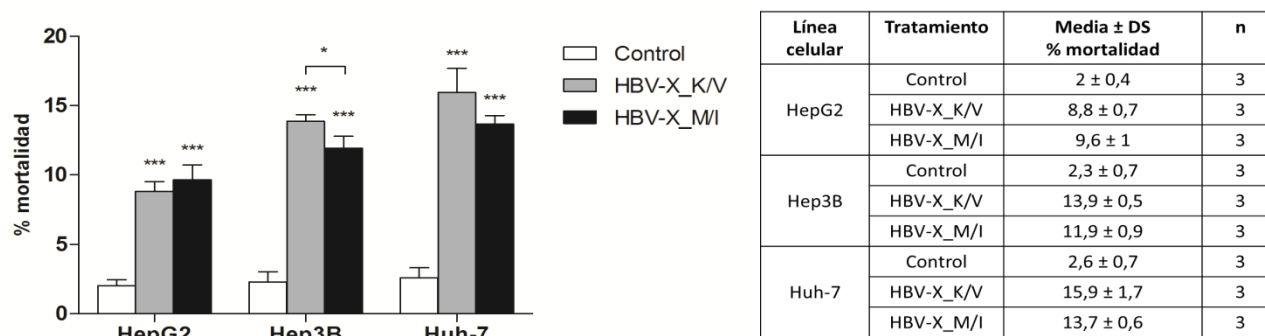 20
15
10
5
0
% mortalidad
***
***
*
***
***
***
***
HepG2
Hep3B
Huh-7
Control
HBV-X_K/V
HBV-X_M/I
Línea celular Tratamiento Media ± DS % mortalidad n
HepG2
Control 2 ± 0,4 3
HBV-X_K/V 8,8 ± 0,7 3
HBV-X_M/I 9,6 ± 1 3
Hep3B
Control 2,3 ± 0,7 3
HBV-X_K/V 13,9 ± 0,5 3
HBV-X_M/I 11,9 ± 0,9 3
Huh-7
Control 2,6 ± 0,7 3
HBV-X_K/V 15,9 ± 1,7 3
HBV-X_M/I 13,7 ± 0,6 3